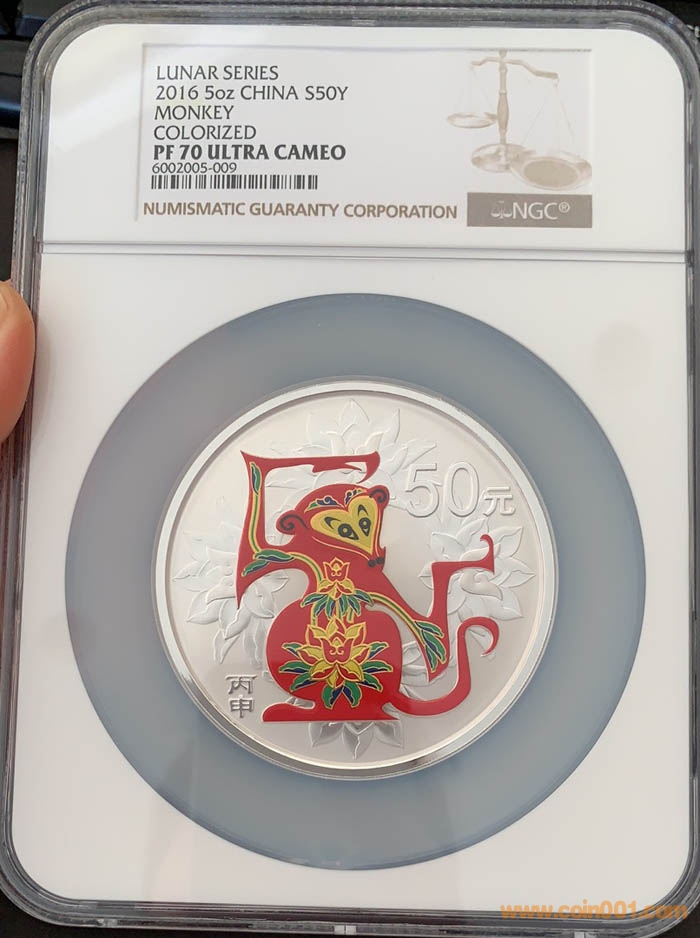 LUNAR SERIES
2016 5oz CHINA S50Y
MONKEY
COLORIZED
PF 70 ULTRA CAMEO
6002005-009
NUMISMATIC GUARANTY CORPORATION
NGC®
50元
丙
申
www.coin001.com